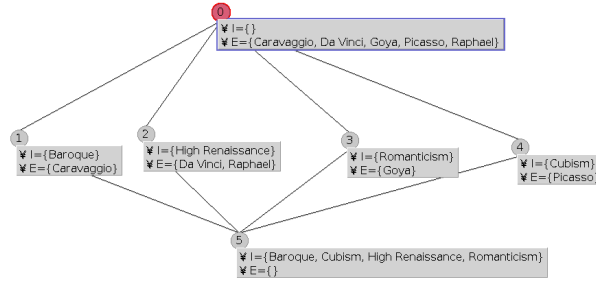 0
¥ I={}
¥ E={Caravaggio, Da Vinci, Goya, Picasso, Raphael}
1
¥ I={Baroque}
¥ E={Caravaggio}
2
¥ I={High Renaissance}
¥ E={Da Vinci, Raphael}
3
¥ I={Romanticism}
¥ E={Goya}
4
¥ I={Cubism}
¥ E={Picasso}
5
¥ I={Baroque, Cubism, High Renaissance, Romanticism}
¥ E={}